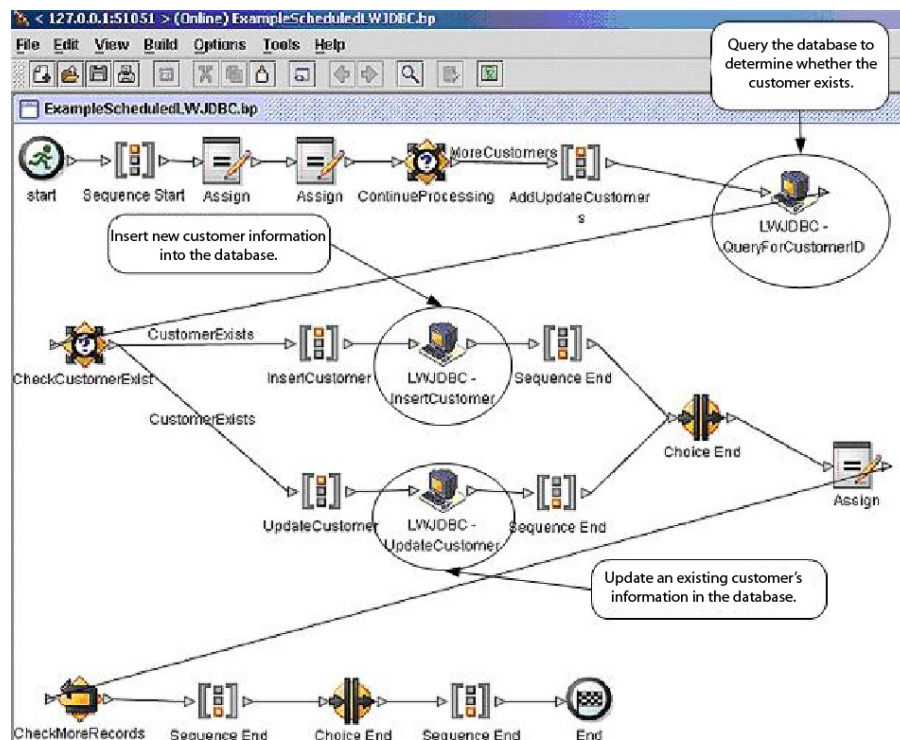 < 127.0.0.1:51051 > (Online) ExampleScheduledLWJDBC.bp
File Edit View Build Options Tools Help
Query the database to
determine whether the
customer exists.
ExampleScheduledLWJDBC.bp
MoreCustomers
start
Sequence Start
Assign
Assign
ContinueProcessing
AddUpdateCustomer
s
LWJDBC -
QueryForCustomerID
Insert new customer information
into the database.
CustomerExists
CheckCustomerExist
InsertCustomer
LWJDBC -
InsertCustomer
Sequence End
CustomerExists
Choice End
Assign
UpdateCustomer
LWJDBC -
UpdateCustomer
Sequence End
Update an existing customer's
information in the database.
CheckMoreRecords
Sequence End
Choice End
Sequence End
End